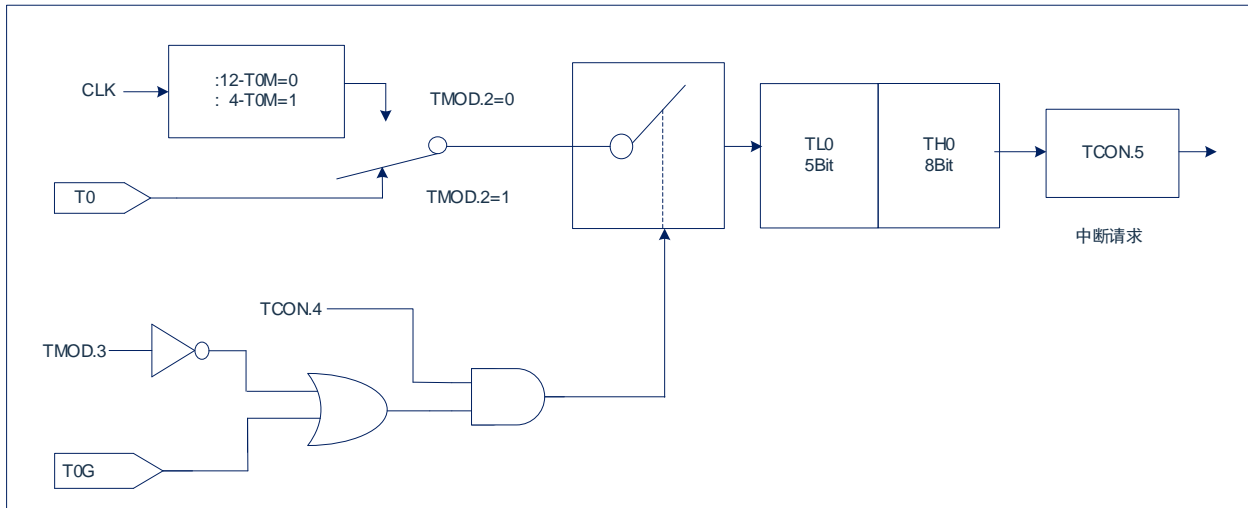 :12-T0M=0
: 4-T0M=1
CLK
TMOD.2=0
TMOD.2=1
T0
TL0
5Bit
TH0
8Bit
TCON.5
中断请求
TCON.4
TMOD.3
T0G